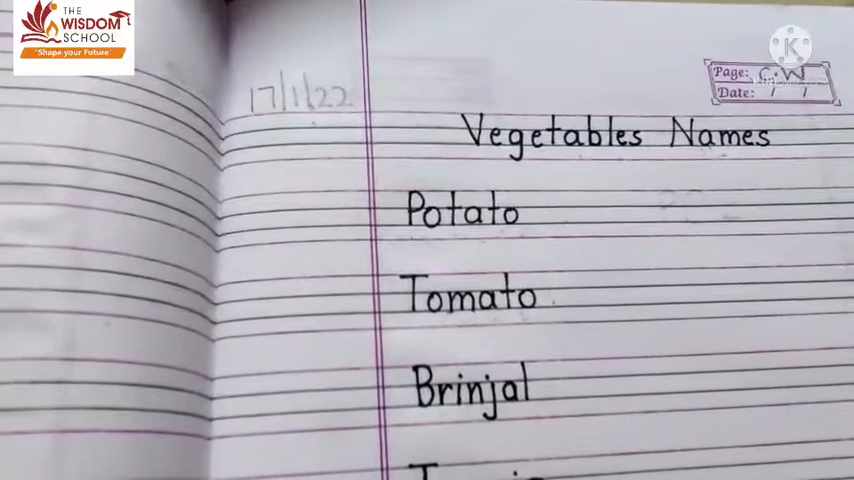 THE
WISDOM
SCHOOL
"Shape your Future"
17/1/22
Page: C.W
Date: / /
Vegetables Names
Potato
Tomato
Brinjal